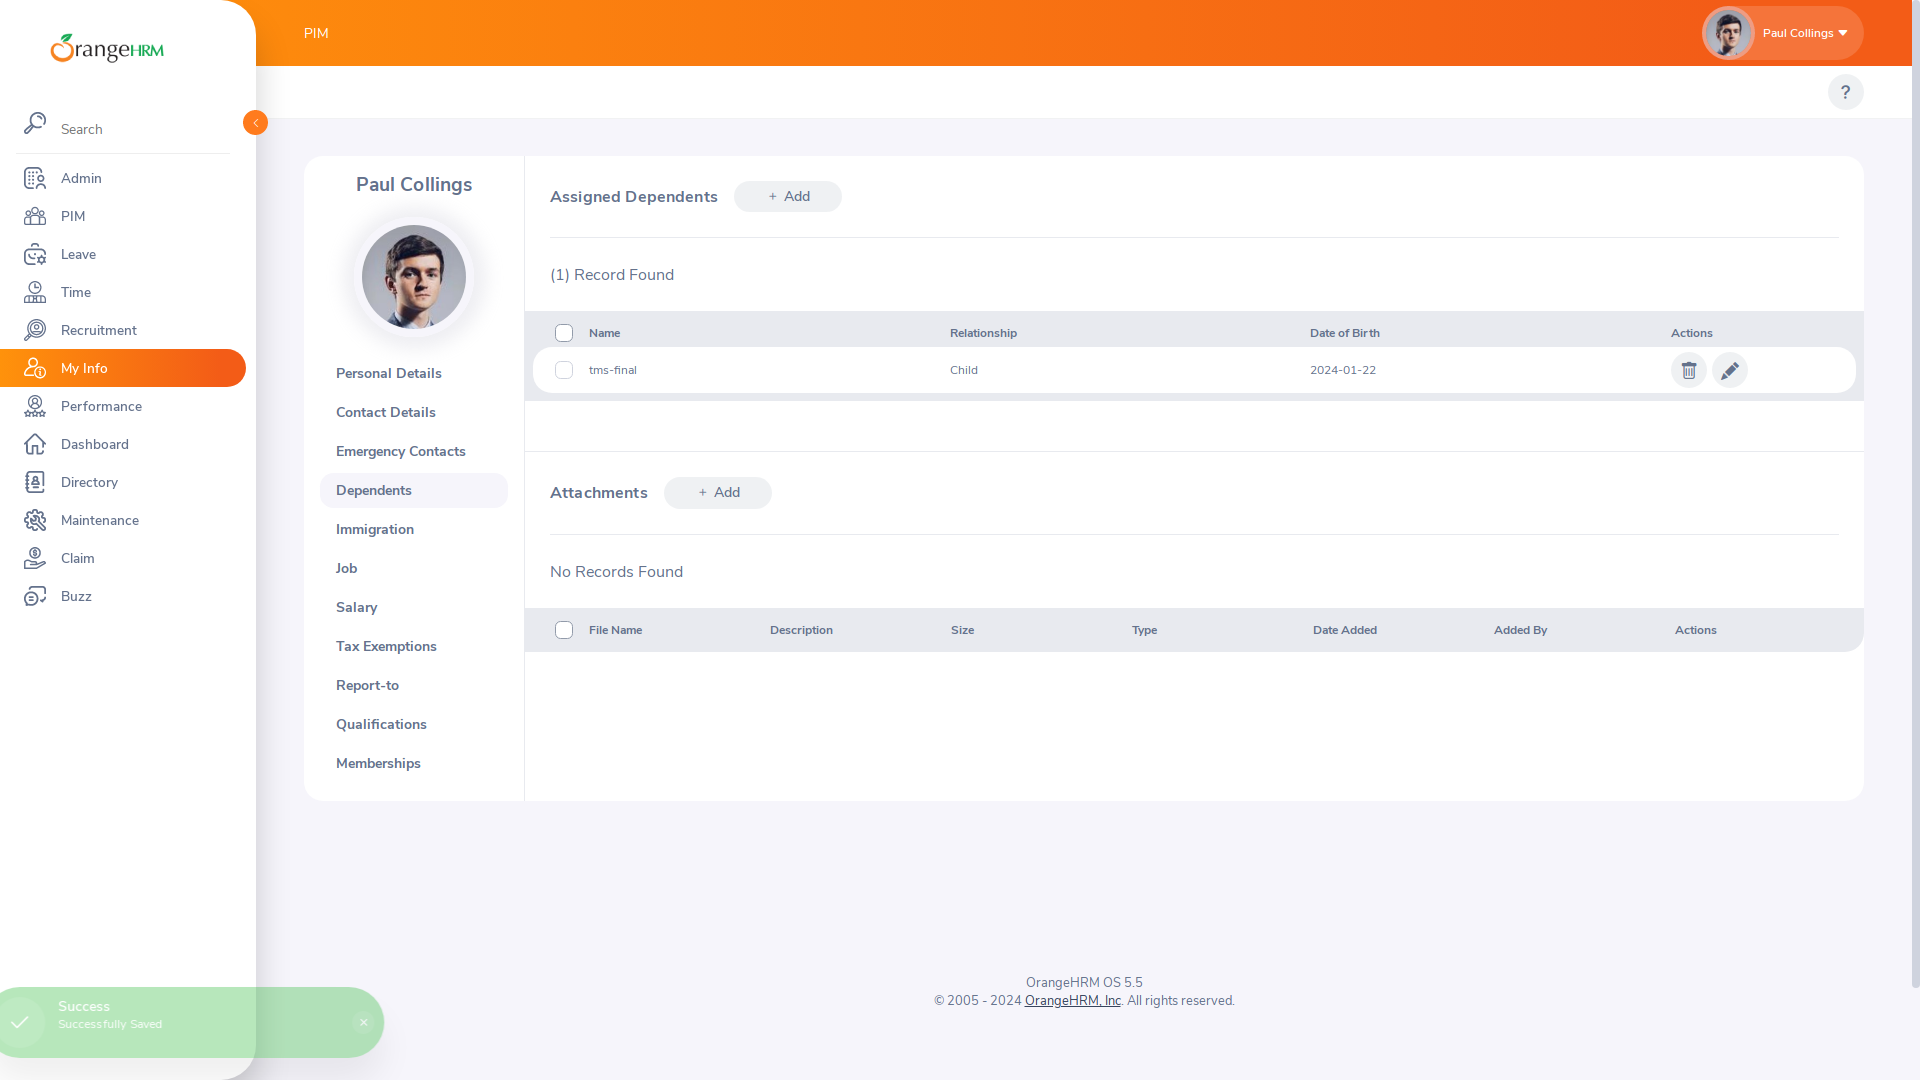 OrangeHRM
Search
Admin
PIM
Leave
Time
Recruitment
My Info
Performance
Dashboard
Directory
Maintenance
Claim
Buzz
PIM
Paul Collings
?
Paul Collings
Personal Details
Contact Details
Emergency Contacts
Dependents
Immigration
Job
Salary
Tax Exemptions
Report-to
Qualifications
Memberships
Assigned Dependents
+ Add
(1) Record Found
Name Relationship Date of Birth Actions
tms-final Child 2024-01-22
Attachments
+ Add
No Records Found
File Name Description Size Type Date Added Added By Actions
OrangeHRM OS 5.5
© 2005 - 2024 OrangeHRM, Inc. All rights reserved.
Success
Successfully Saved
×